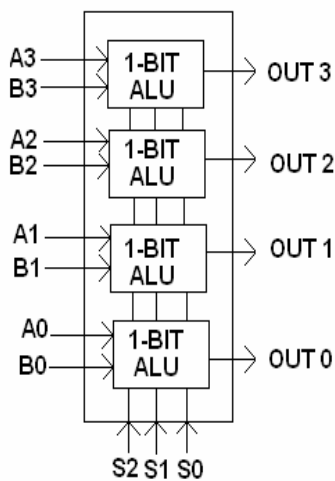 A3
B3
1-BIT
ALU
OUT 3
A2
B2
1-BIT
ALU
OUT 2
A1
B1
1-BIT
ALU
OUT 1
A0
B0
1-BIT
ALU
OUT 0
S2 S1 S0